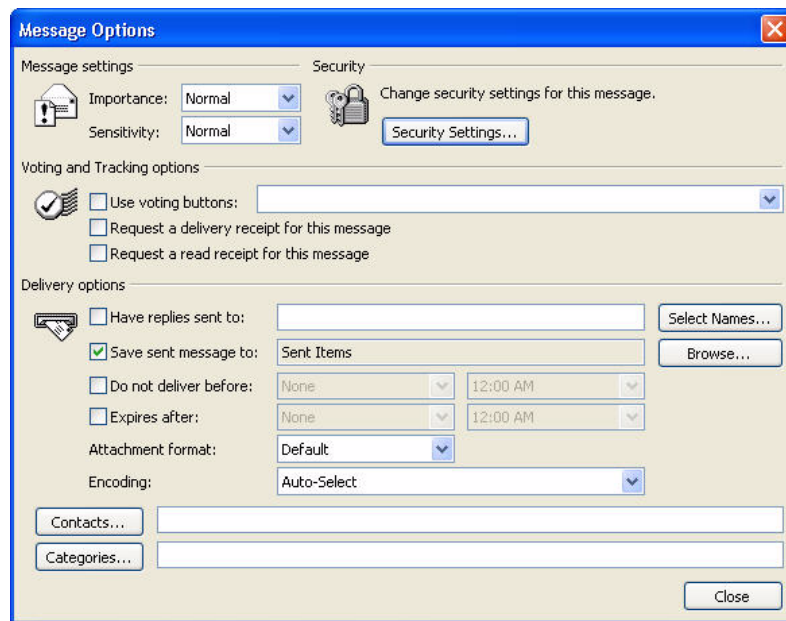 Message Options
Message settings
Security
Importance: Normal
Change security settings for this message.
Sensitivity: Normal
Security Settings...
Voting and Tracking options
Use voting buttons:
Request a delivery receipt for this message
Request a read receipt for this message
Delivery options
Have replies sent to:
Select Names...
Save sent message to: Sent Items
Browse...
Do not deliver before: None 12:00 AM
Expires after: None 12:00 AM
Attachment format: Default
Encoding: Auto-Select
Contacts...
Categories...
Close